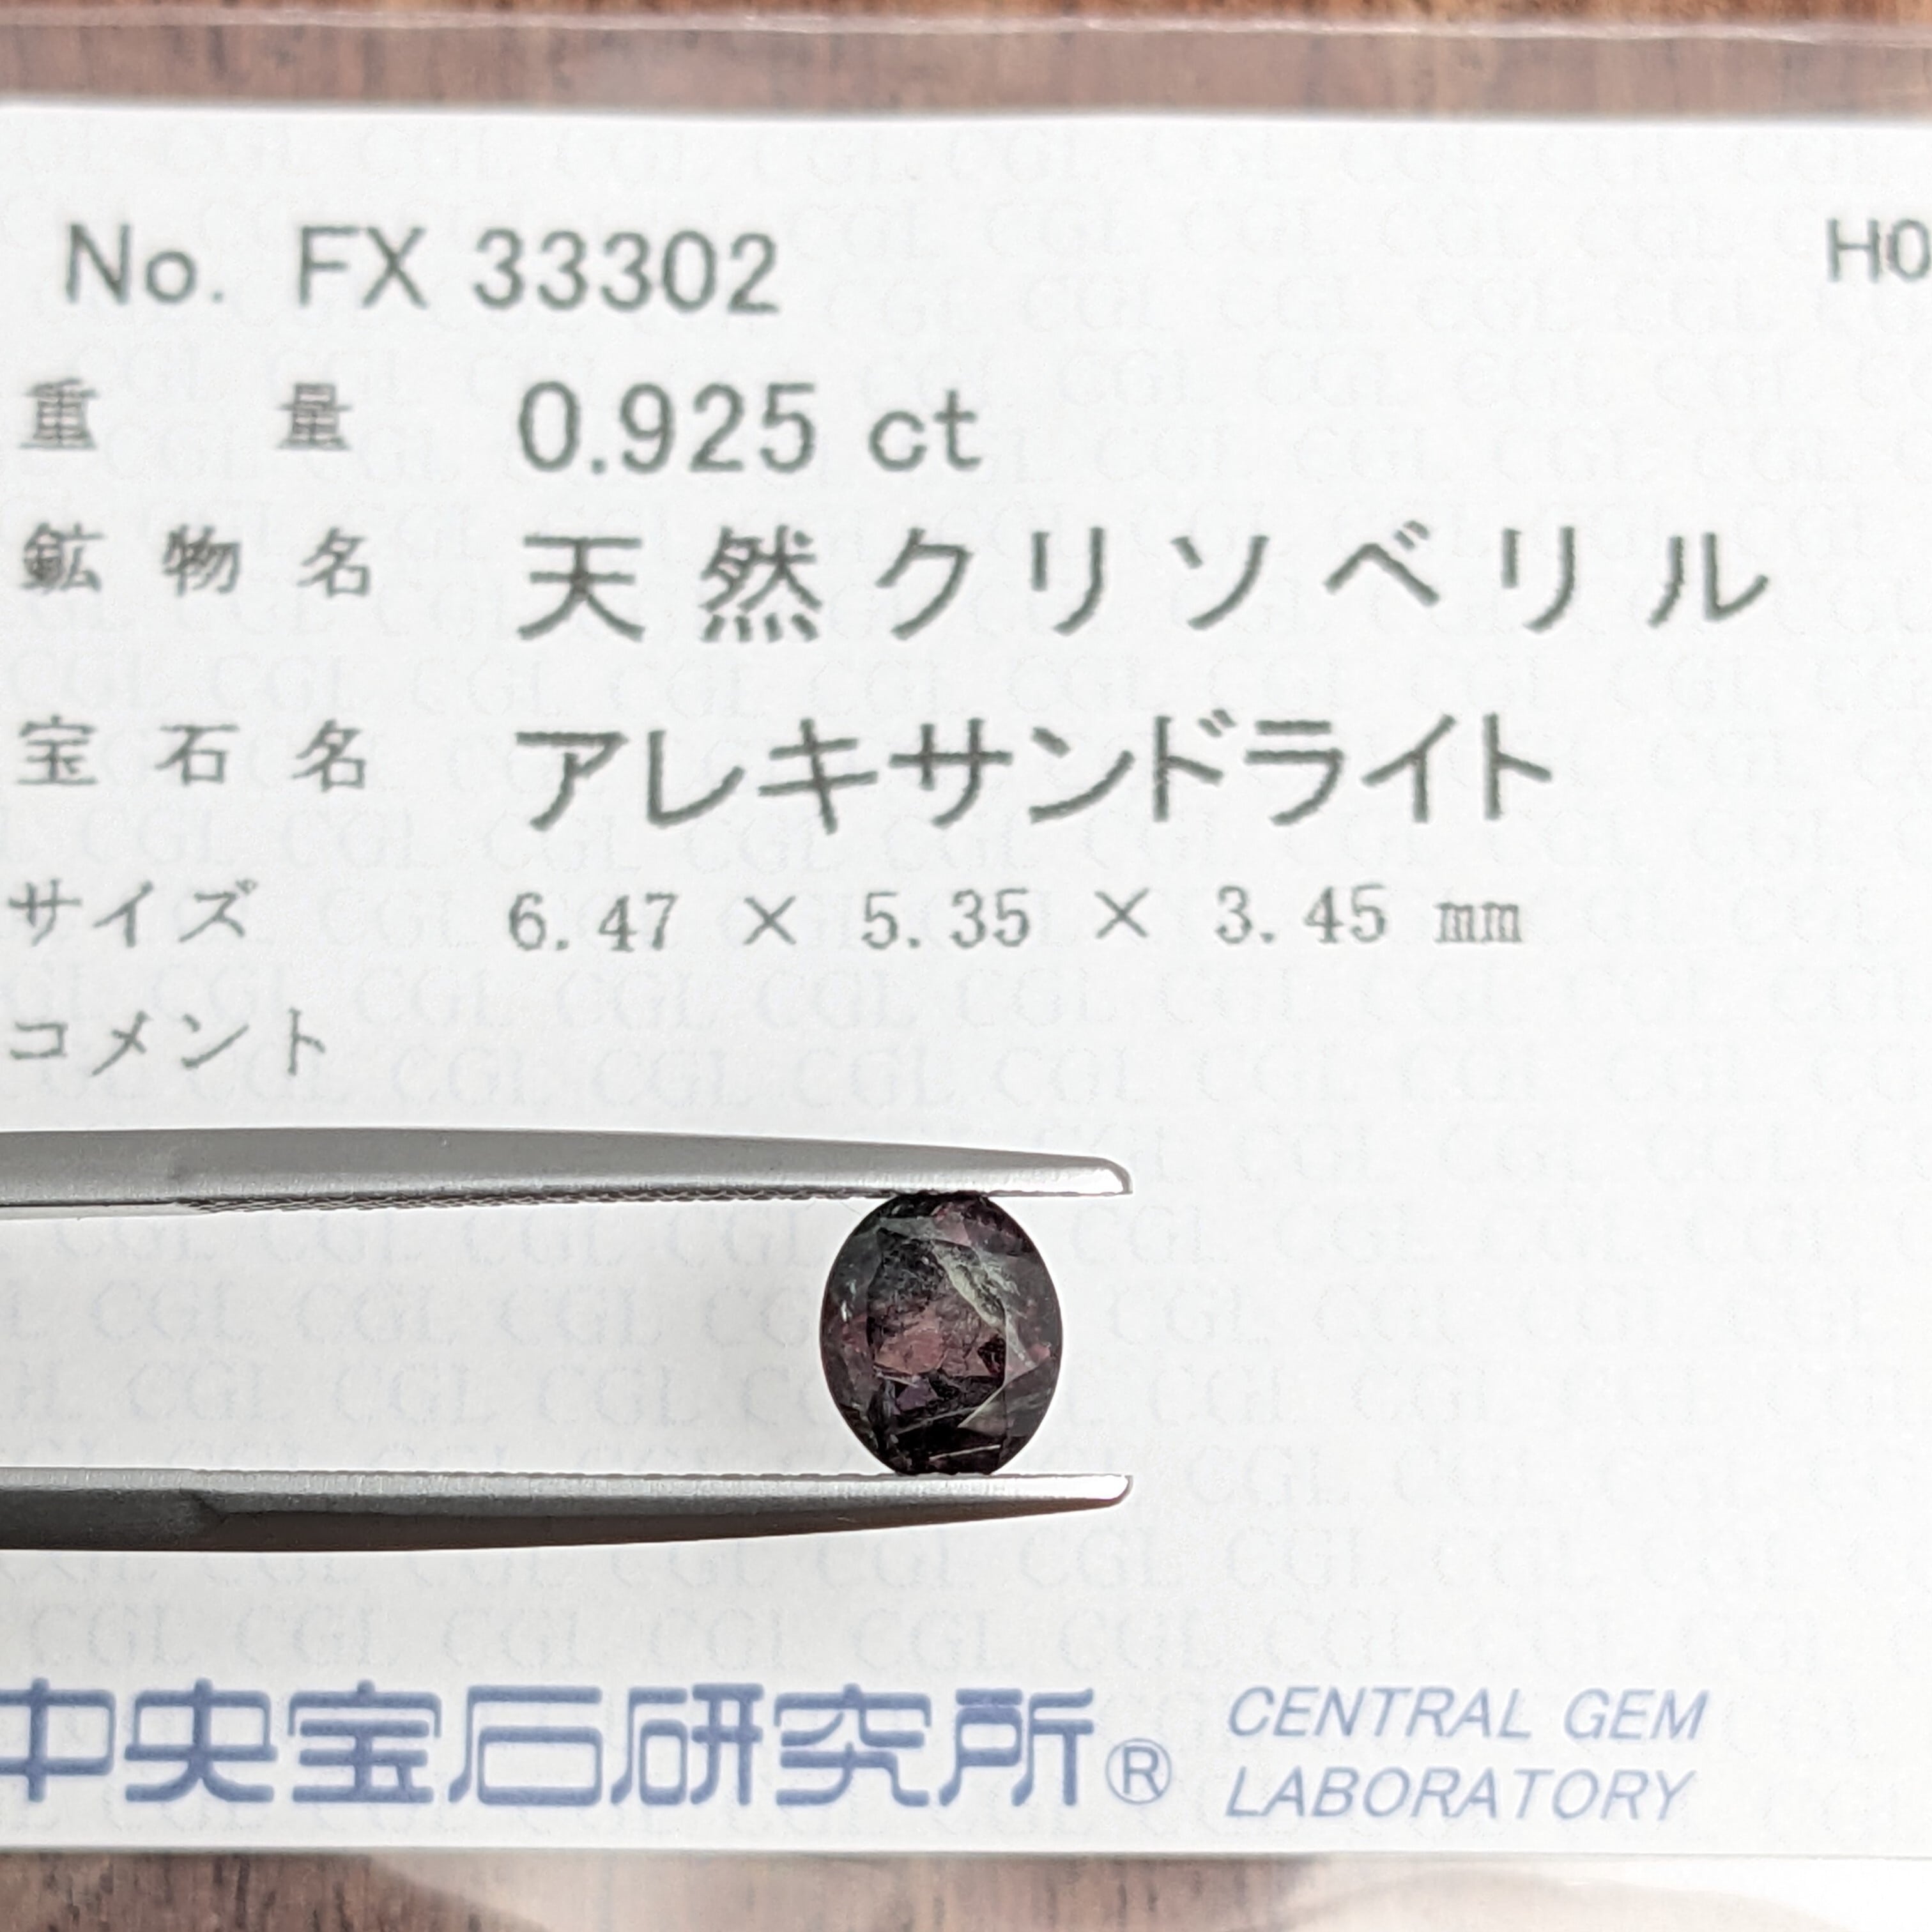 No. FX 33302
H0
重量 0.925 ct
鉱物名 天然クリソベリル
宝石名 アレキサンドライト
サイズ 6.47 × 5.35 × 3.45 mm
コメント
中央宝石研究所® CENTRAL GEM
LABORATORY